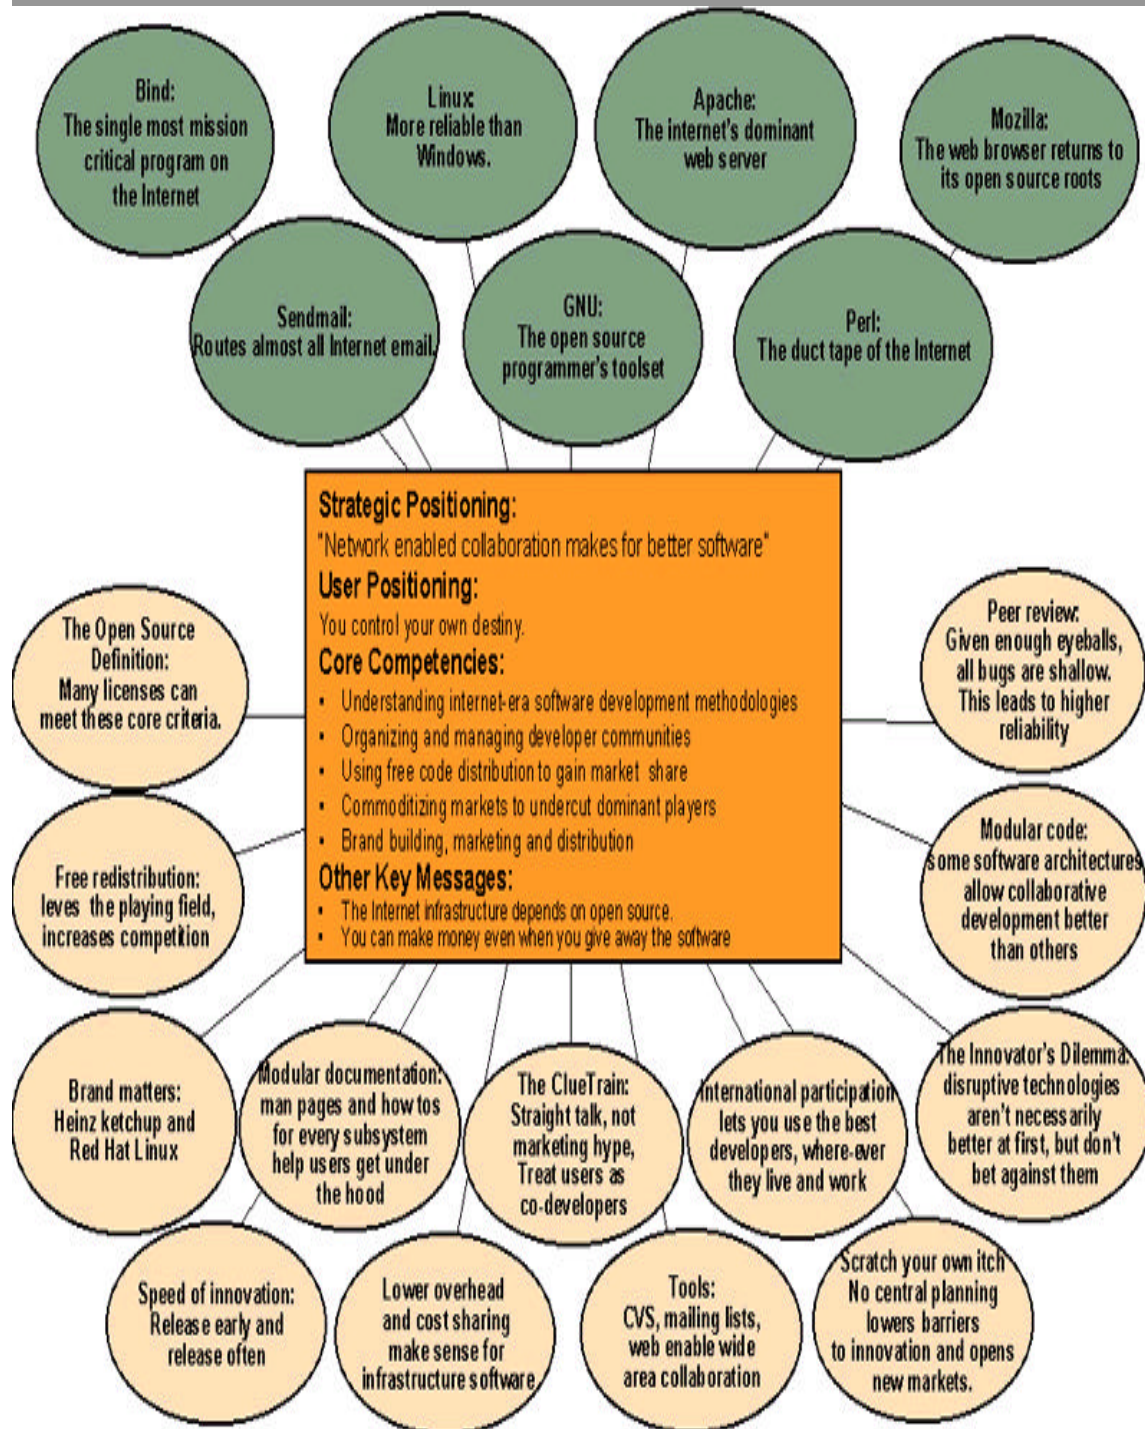 Bind:
The single most mission
critical program on
the Internet
Linux:
More reliable than
Windows.
Apache:
The internet's dominant
web server
Mozilla:
The web browser returns to
its open source roots
Sendmail:
Routes almost all Internet email.
GNU:
The open source
programmer's toolset
Perl:
The duct tape of the Internet
Strategic Positioning:
"Network enabled collaboration makes for better software"
User Positioning:
You control your own destiny.
Core Competencies:
• Understanding internet-era software development methodologies
• Organizing and managing developer communities
• Using free code distribution to gain market share
• Commoditizing markets to undercut dominant players
• Brand building, marketing and distribution
Other Key Messages:
• The Internet infrastructure depends on open source.
• You can make money even when you give away the software
The Open Source
Definition:
Many licenses can
meet these core criteria.
Peer review:
Given enough eyeballs,
all bugs are shallow.
This leads to higher
reliability
Free redistribution:
leves the playing field,
increases competition
Modular code:
some software architectures
allow collaborative
development better
than others
Brand matters:
Heinz ketchup and
Red Hat Linux
Modular documentation:
man pages and how tos
for every subsystem
help users get under
the hood
The ClueTrain:
Straight talk, not
marketing hype,
Treat users as
co-developers
International participation
lets you use the best
developers, where-ever
they live and work
The Innovator's Dilemma:
disruptive technologies
aren't necessarily
better at first, but don't
bet against them
Speed of innovation:
Release early and
release often
Lower overhead
and cost sharing
make sense for
infrastructure software.
Tools:
CVS, mailing lists,
web enable wide
area collaboration
Scratch your own itch
No central planning
lowers barriers
to innovation and opens
new markets.